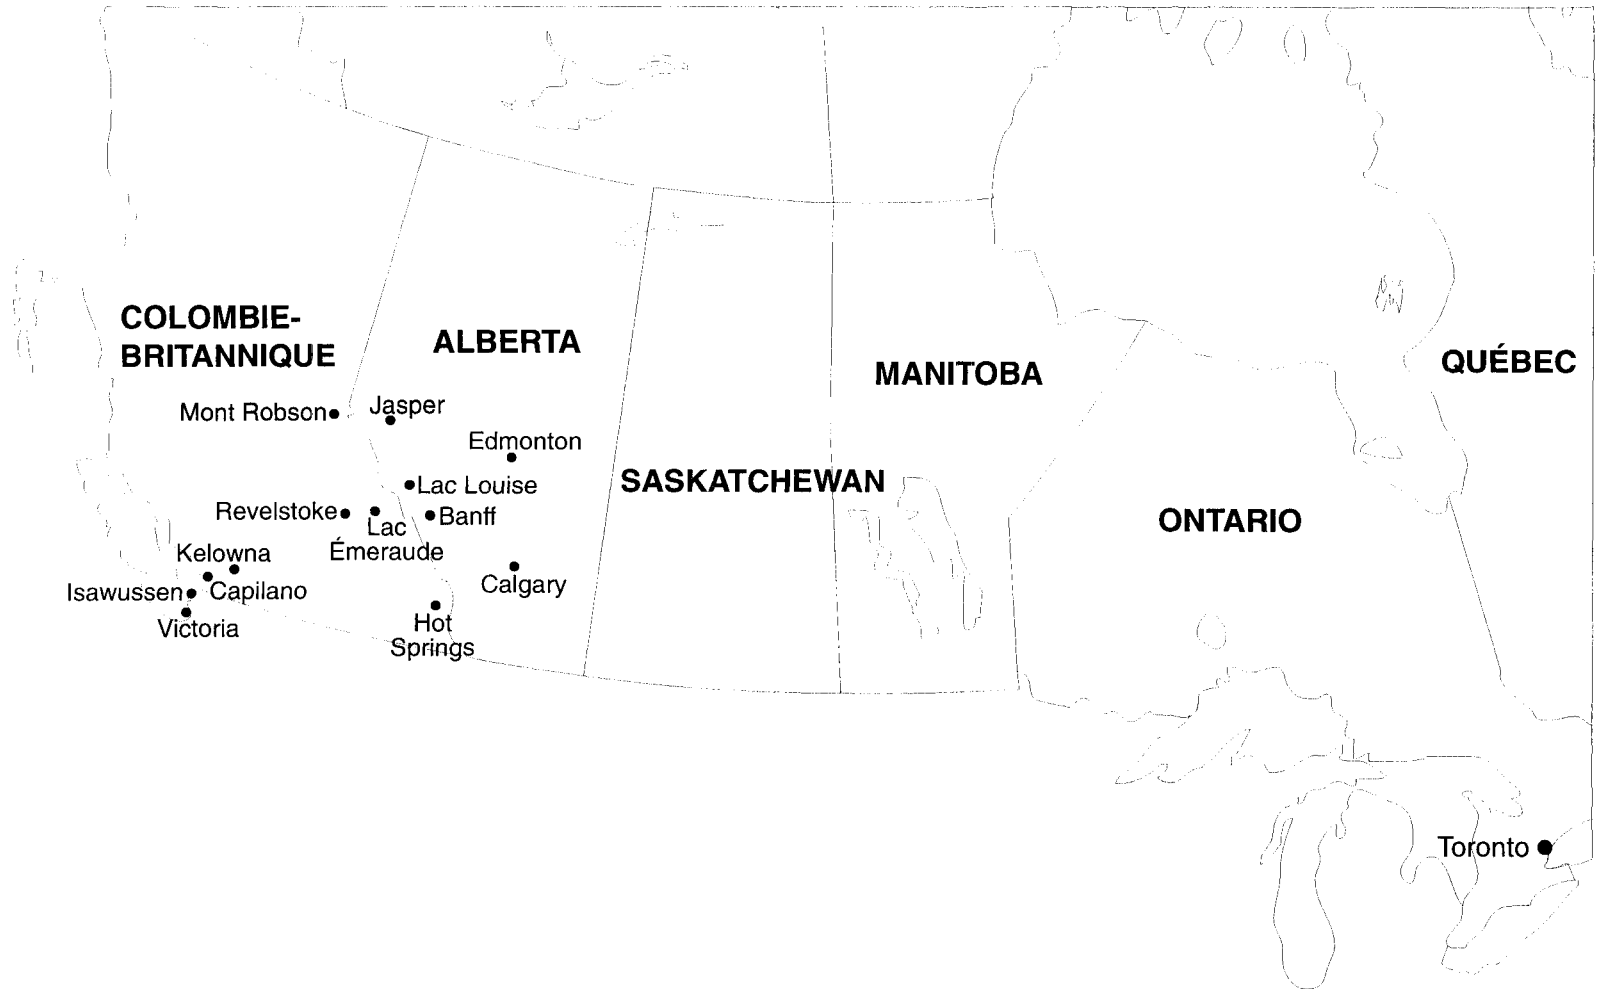 COLOMBIE-
BRITANNIQUE
ALBERTA
MANITOBA
QUÉBEC
SASKATCHEWAN
ONTARIO
Mont Robson
Jasper
Edmonton
Lac Louise
Revelstoke
Lac
Émeraude
Banff
Kelowna
Capilano
Isawussen
Victoria
Calgary
Hot
Springs
Toronto